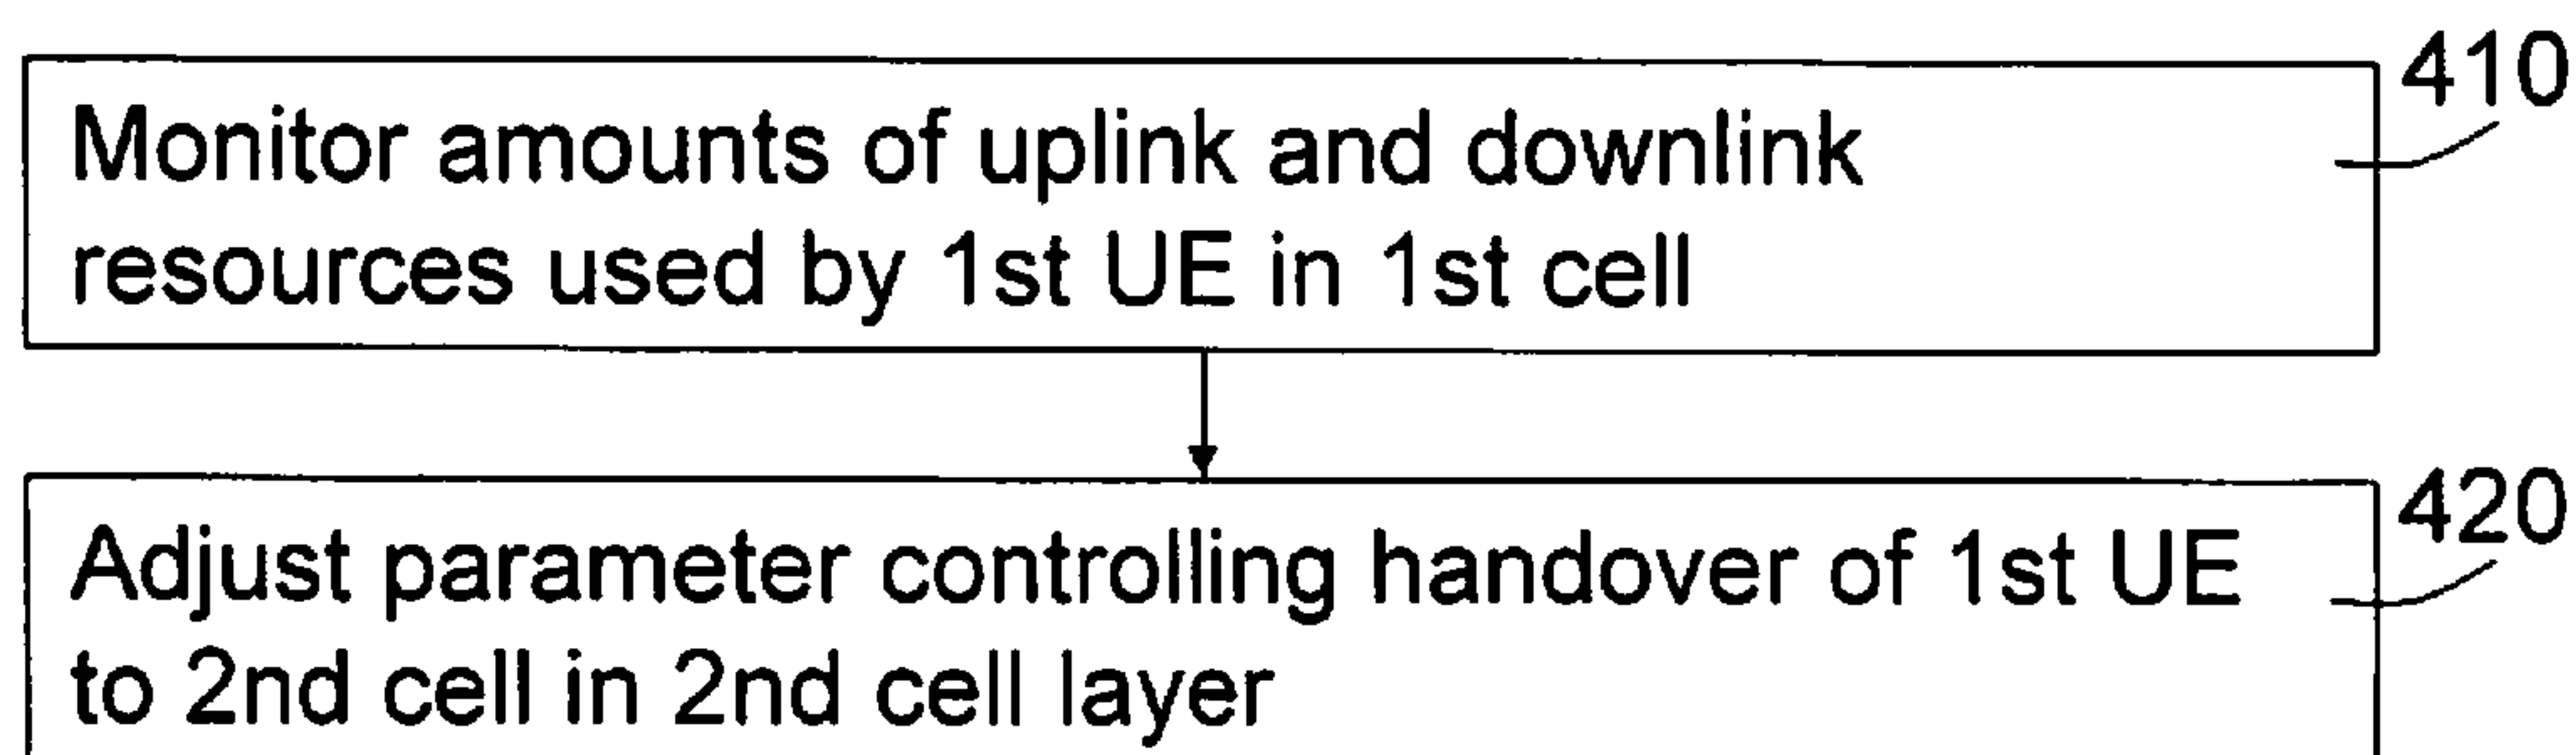 410
Monitor amounts of uplink and downlink
resources used by 1st UE in 1st cell
420
Adjust parameter controlling handover of 1st UE
to 2nd cell in 2nd cell layer